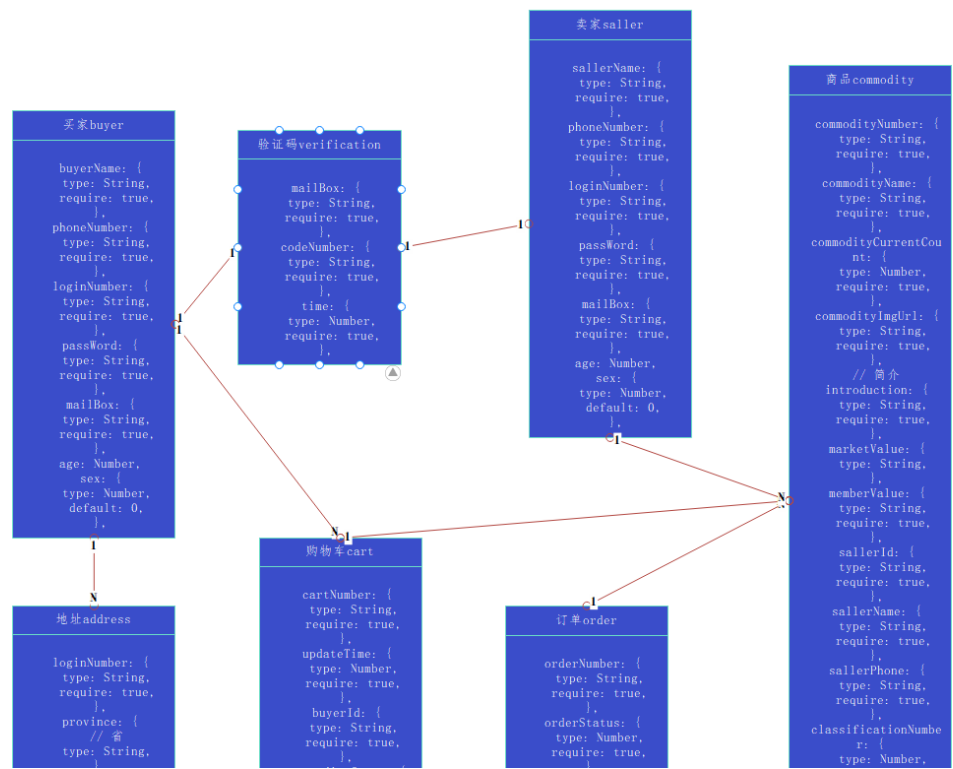 买家buyer
buyerName: {
type: String,
require: true,
},
phoneNumber: {
type: String,
require: true,
},
loginNumber: {
type: String,
require: true,
},
passWord: {
type: String,
require: true,
},
mailBox: {
type: String,
require: true,
},
age: Number,
sex: {
type: Number,
default: 0,
},
验证码verification
mailBox: {
type: String,
require: true,
},
codeNumber: {
type: String,
require: true,
},
time: {
type: Number,
require: true,
},
卖家saller
sallerName: {
type: String,
require: true,
},
phoneNumber: {
type: String,
require: true,
},
loginNumber: {
type: String,
require: true,
},
passWord: {
type: String,
require: true,
},
mailBox: {
type: String,
require: true,
},
age: Number,
sex: {
type: Number,
default: 0,
},
商品commodity
commodityNumber: {
type: String,
require: true,
},
commodityName: {
type: String,
require: true,
},
commodityCurrentCou
nt: {
type: Number,
require: true,
},
commodityImgUrl: {
type: String,
require: true,
},
// 简介
introduction: {
type: String,
require: true,
},
marketValue: {
type: String,
},
memberValue: {
type: String,
require: true,
},
sallerId: {
type: String,
require: true,
},
sallerName: {
type: String,
require: true,
},
sallerPhone: {
type: String,
require: true,
},
classificationNumbe
r: {
type: Number,
地址address
loginNumber: {
type: String,
require: true,
},
province: {
// 省
type: String,
购物车cart
cartNumber: {
type: String,
require: true,
},
updateTime: {
type: Number,
require: true,
},
buyerId: {
type: String,
require: true,
},
订单order
orderNumber: {
type: String,
require: true,
},
orderStatus: {
type: Number,
require: true,
1
1
1
1
1
N
1
N
1
1
N
1